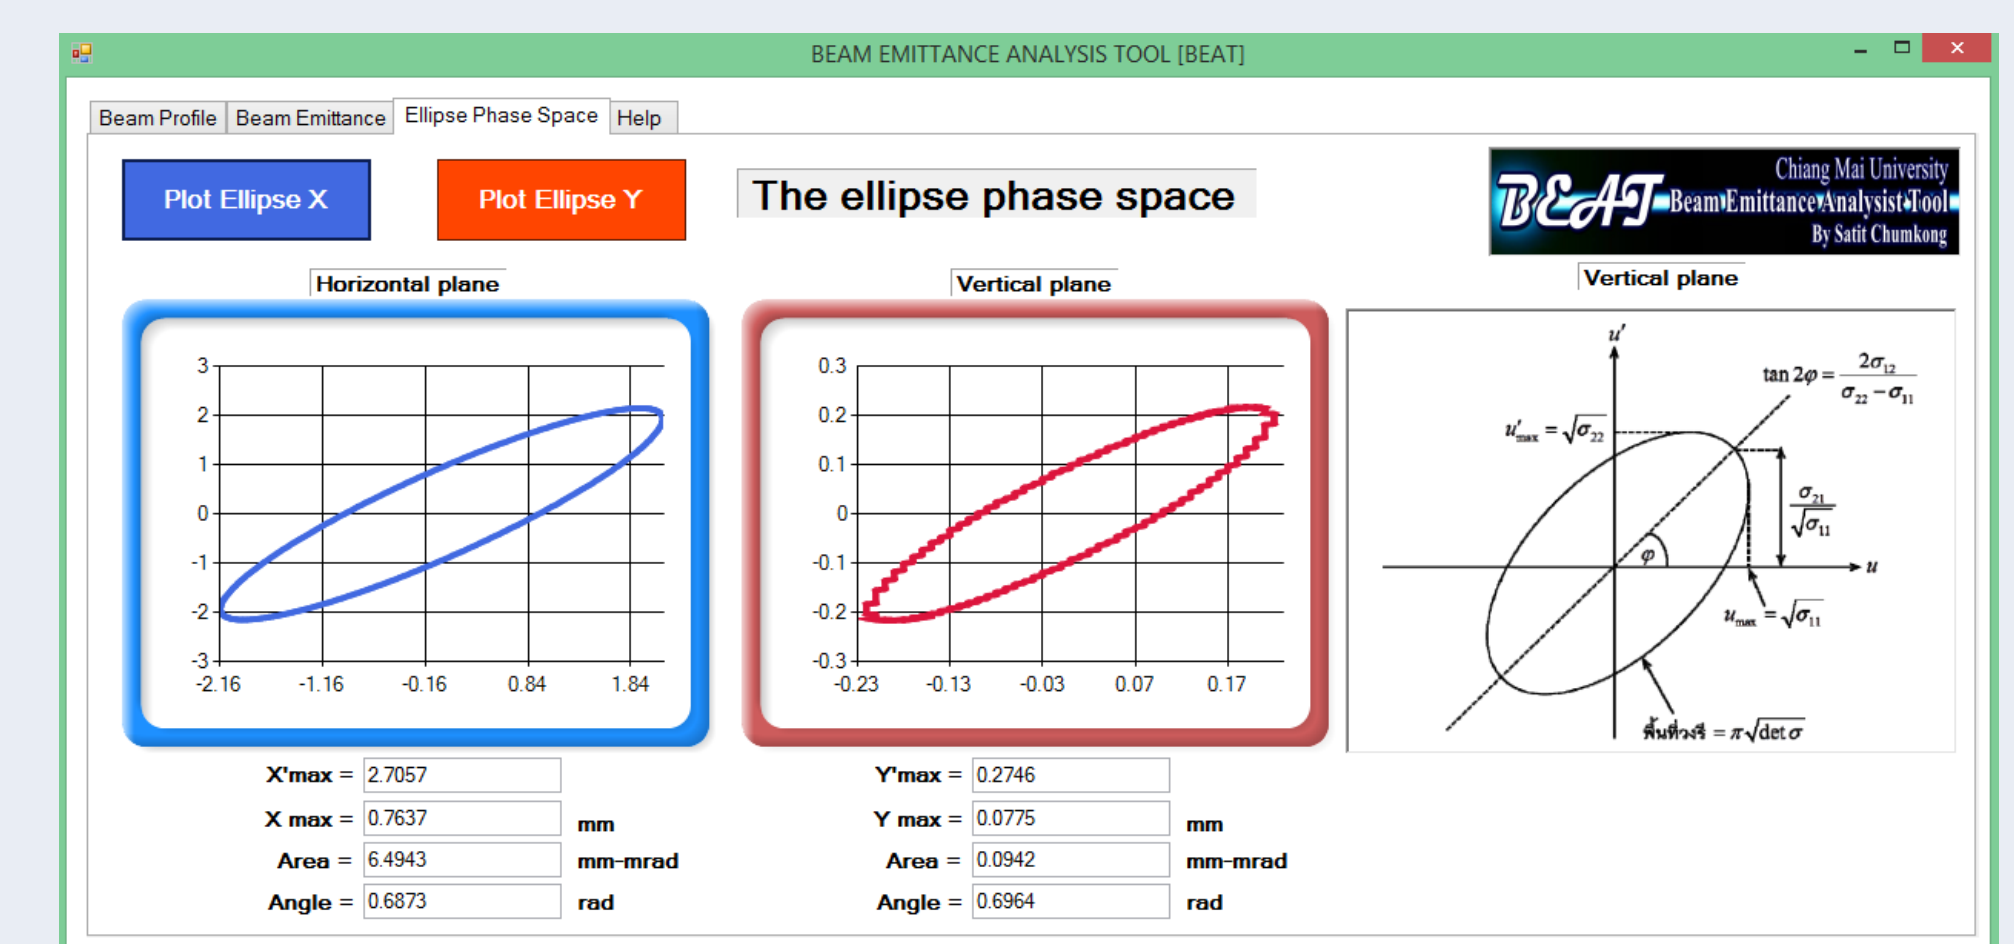 BEAM EMITTANCE ANALYSIS TOOL [BEAT]
Beam Profile Beam Emittance Ellipse Phase Space Help
Plot Ellipse X Plot Ellipse Y The ellipse phase space
BEAT
Chiang Mai University
Beam Emittance Analysist Tool
By Satit Chumkong
Horizontal plane Vertical plane Vertical plane
3
2
1
0
-1
-2
-3
-2.16 -1.16 -0.16 0.84 1.84
0.3
0.2
0.1
0
-0.1
-0.2
-0.3
-0.23 -0.13 -0.03 0.07 0.17
u′
tan 2φ = 2σ12 / (σ22 − σ11)
u′max = √σ22
σ21 / √σ11
φ
u
umax = √σ11
พื้นที่วงรี = π√det σ
X'max = 2.7057
X max = 0.7637 mm
Area = 6.4943 mm-mrad
Angle = 0.6873 rad
Y'max = 0.2746
Y max = 0.0775 mm
Area = 0.0942 mm-mrad
Angle = 0.6964 rad